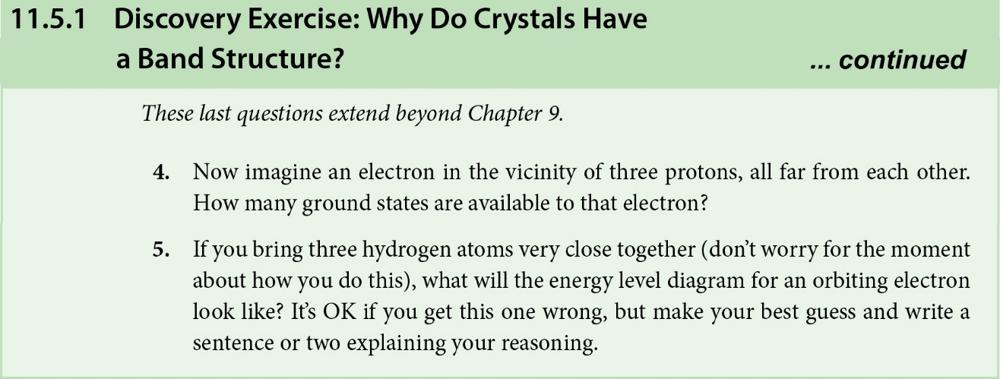 11.5.1 Discovery Exercise: Why Do Crystals Have
a Band Structure? ... continued
These last questions extend beyond Chapter 9.
4. Now imagine an electron in the vicinity of three protons, all far from each other.
How many ground states are available to that electron?
5. If you bring three hydrogen atoms very close together (don’t worry for the moment
about how you do this), what will the energy level diagram for an orbiting electron
look like? It’s OK if you get this one wrong, but make your best guess and write a
sentence or two explaining your reasoning.